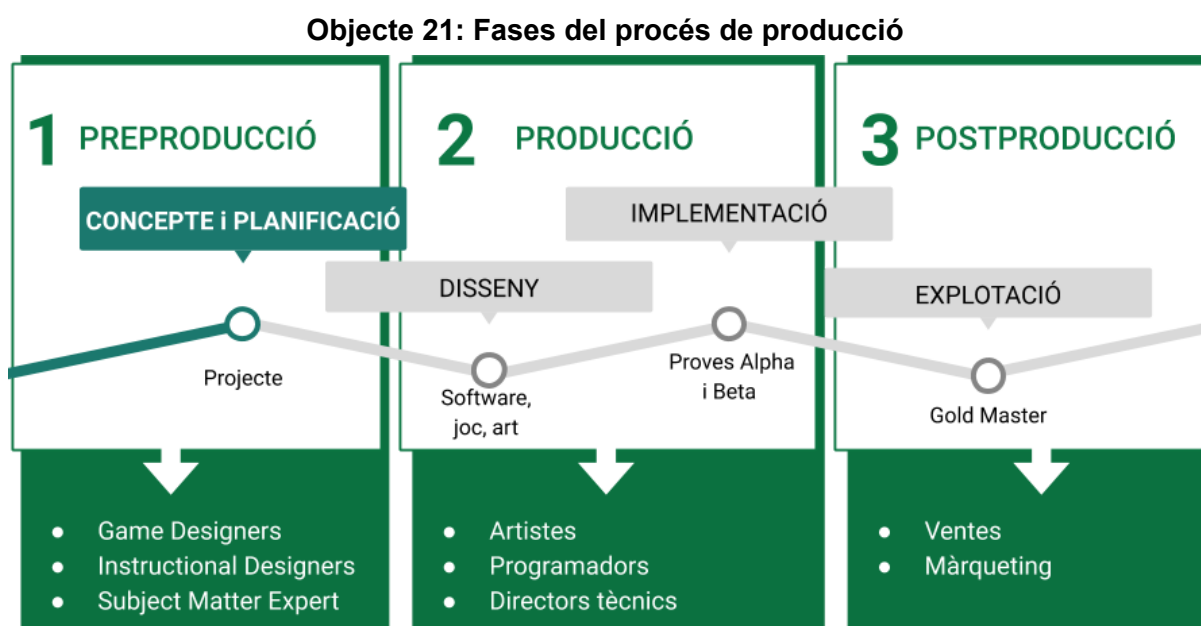 Objecte 21: Fases del procés de producció
1 PREPRODUCCIÓ
CONCEPTE i PLANIFICACIÓ
Projecte
Game Designers
Instructional Designers
Subject Matter Expert
2 PRODUCCIÓ
IMPLEMENTACIÓ
DISSENY
Software,
joc, art
Proves Alpha
i Beta
Artistes
Programadors
Directors tècnics
3 POSTPRODUCCIÓ
EXPLOTACIÓ
Gold Master
Ventes
Màrqueting